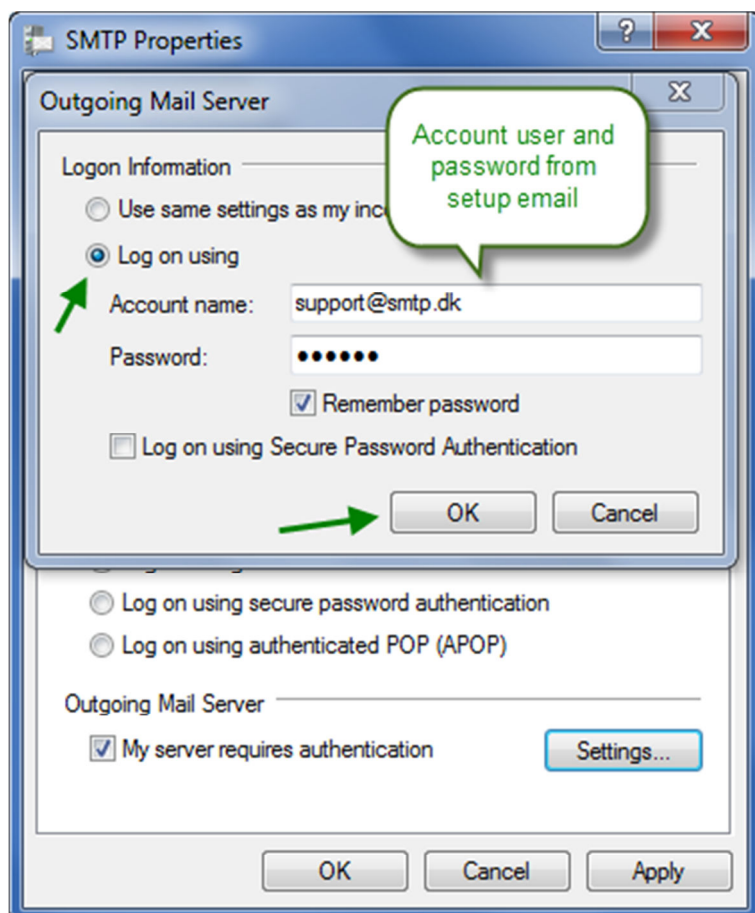 SMTP Properties
Outgoing Mail Server
Account user and
password from
setup email
Logon Information
Use same settings as my
Log on using
Account name:
support@smtp.dk
Password:
••••••
Remember password
Log on using Secure Password Authentication
OK
Cancel
Log on using secure password authentication
Log on using authenticated POP (APOP)
Outgoing Mail Server
My server requires authentication
Settings...
OK
Cancel
Apply